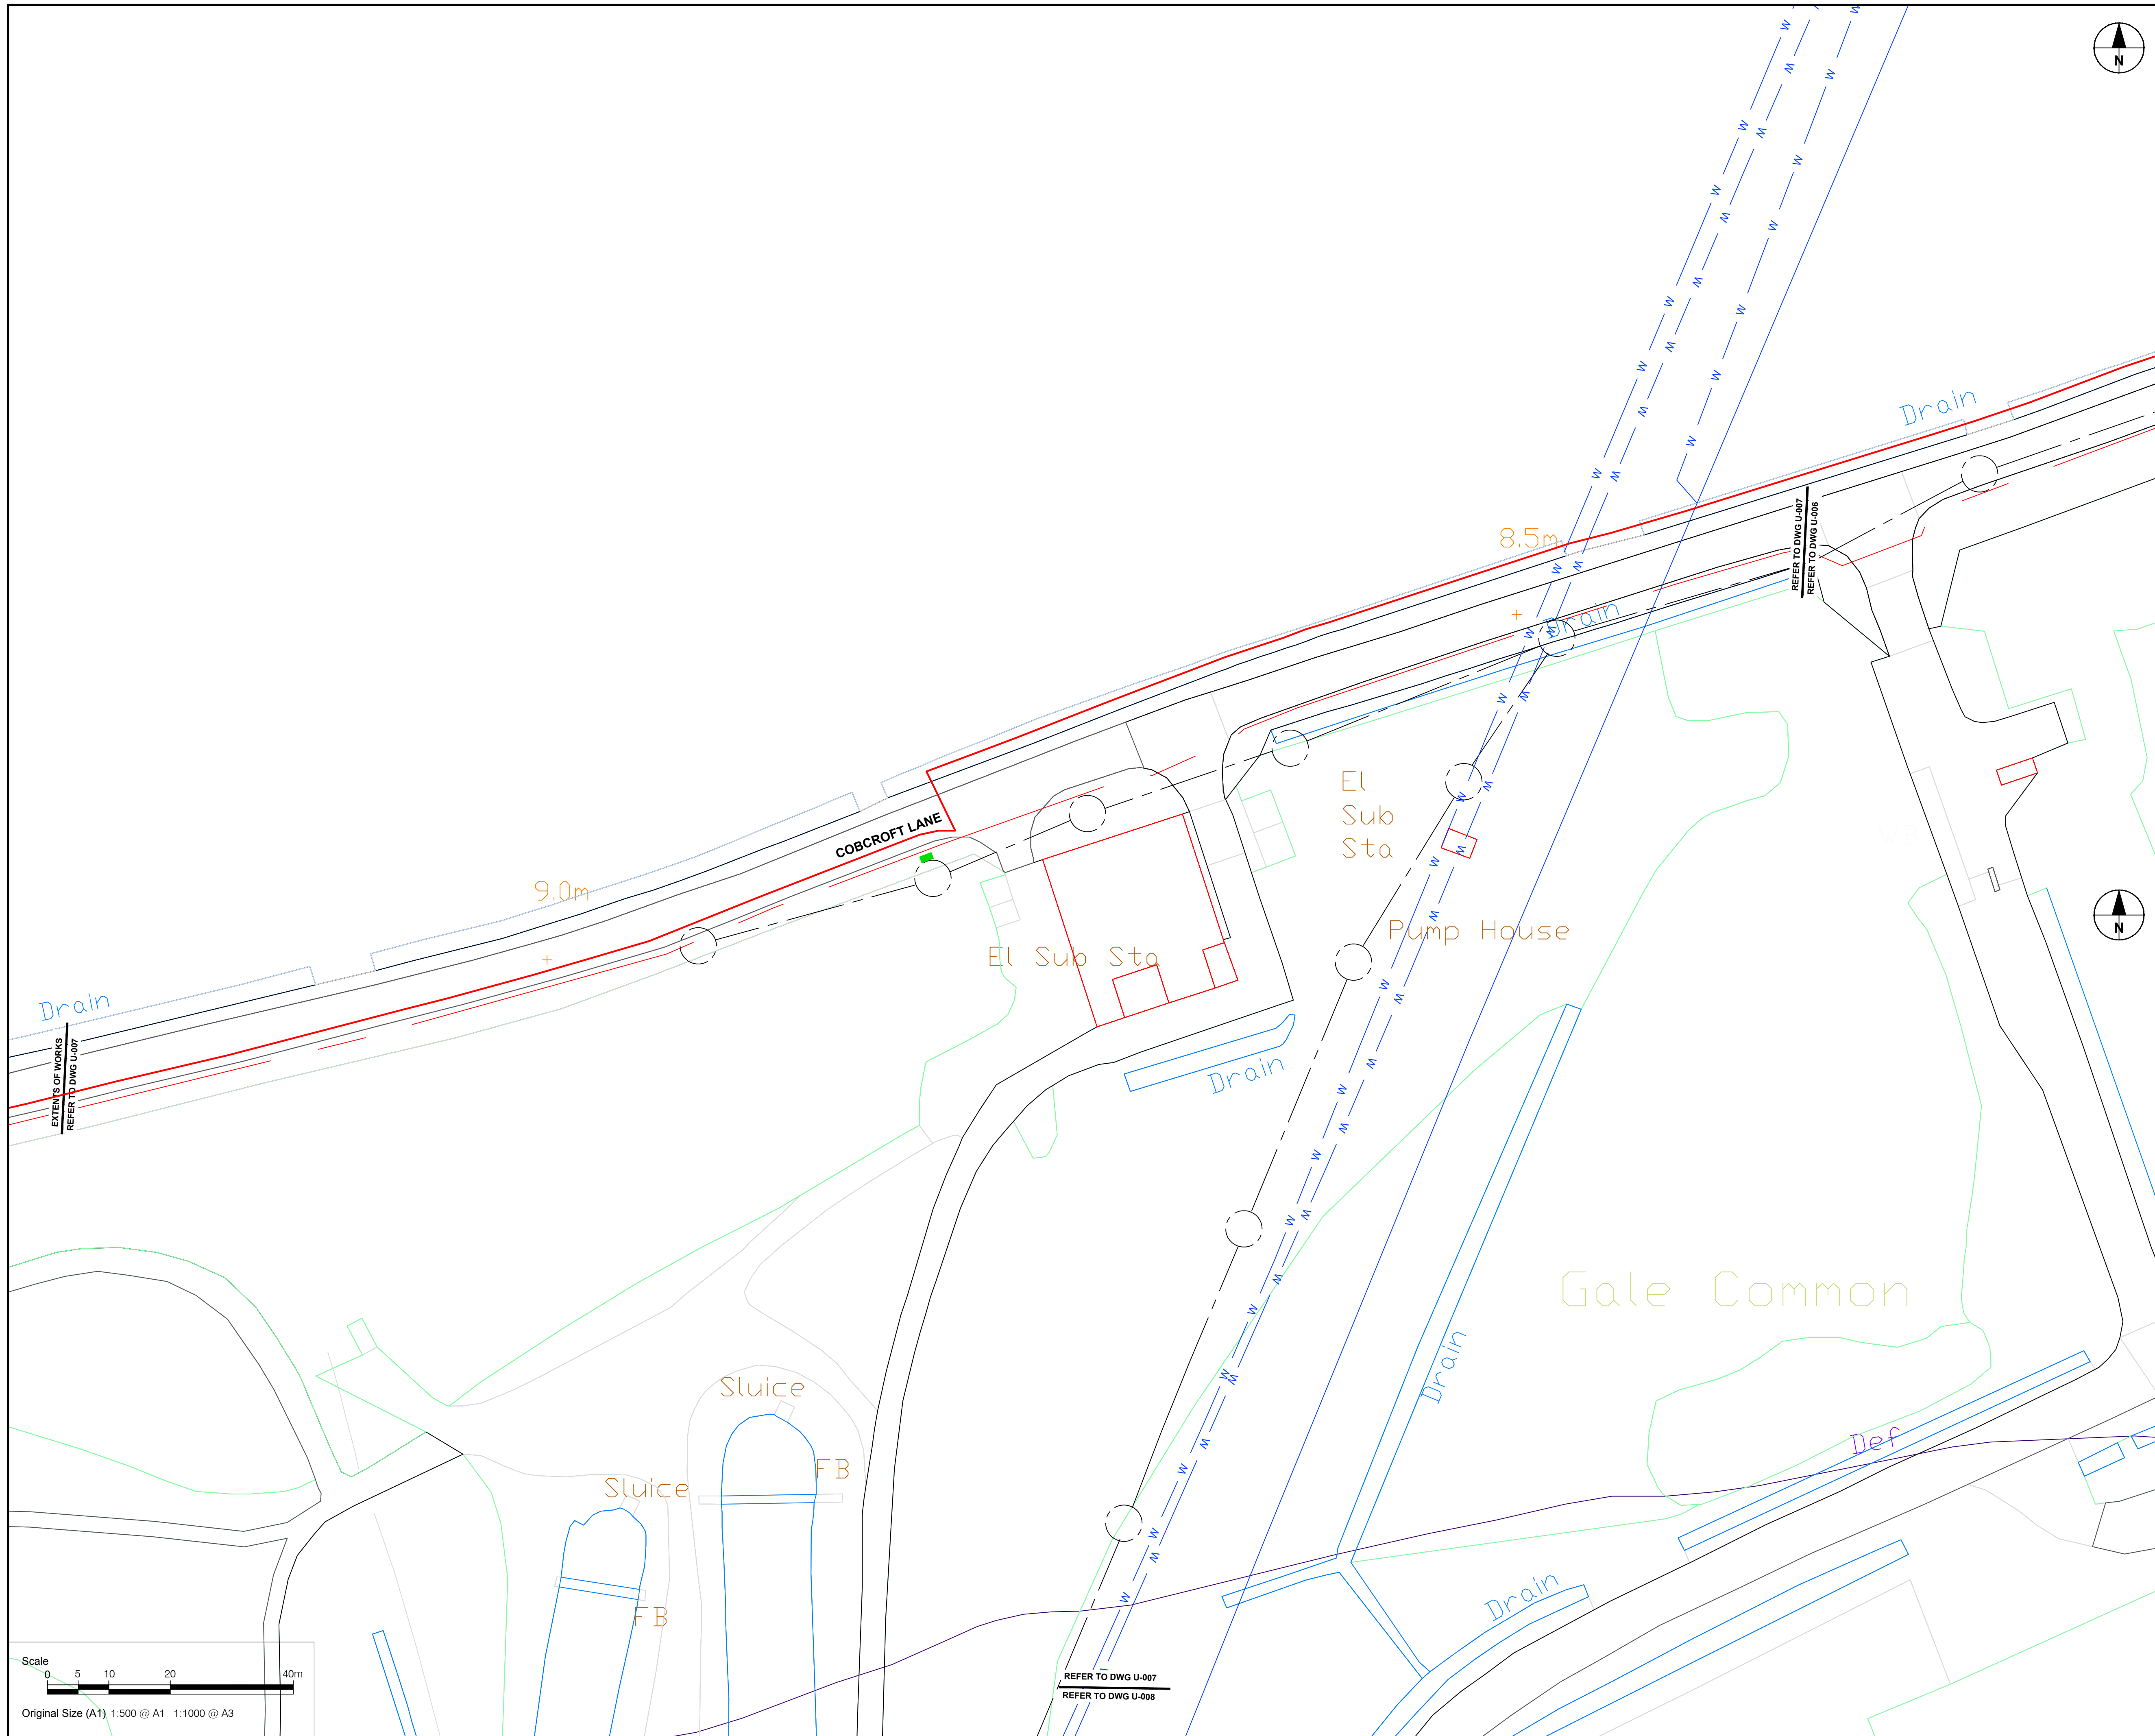 N
Drain
REFER TO DWG U-007
REFER TO DWG U-006
8.5m
Drain
El
Sub
Sta
COBCROFT LANE
9.0m
N
Pump House
El Sub Sta
Drain
EXTENTS OF WORKS
REFER TO DWG U-007
Drain
Gale Common
Drain
Sluice
Def
FB
Sluice
FB
Drain
Scale
0 5 10 20 40m
Original Size (A1) 1:500 @ A1 1:1000 @ A3
REFER TO DWG U-007
REFER TO DWG U-008